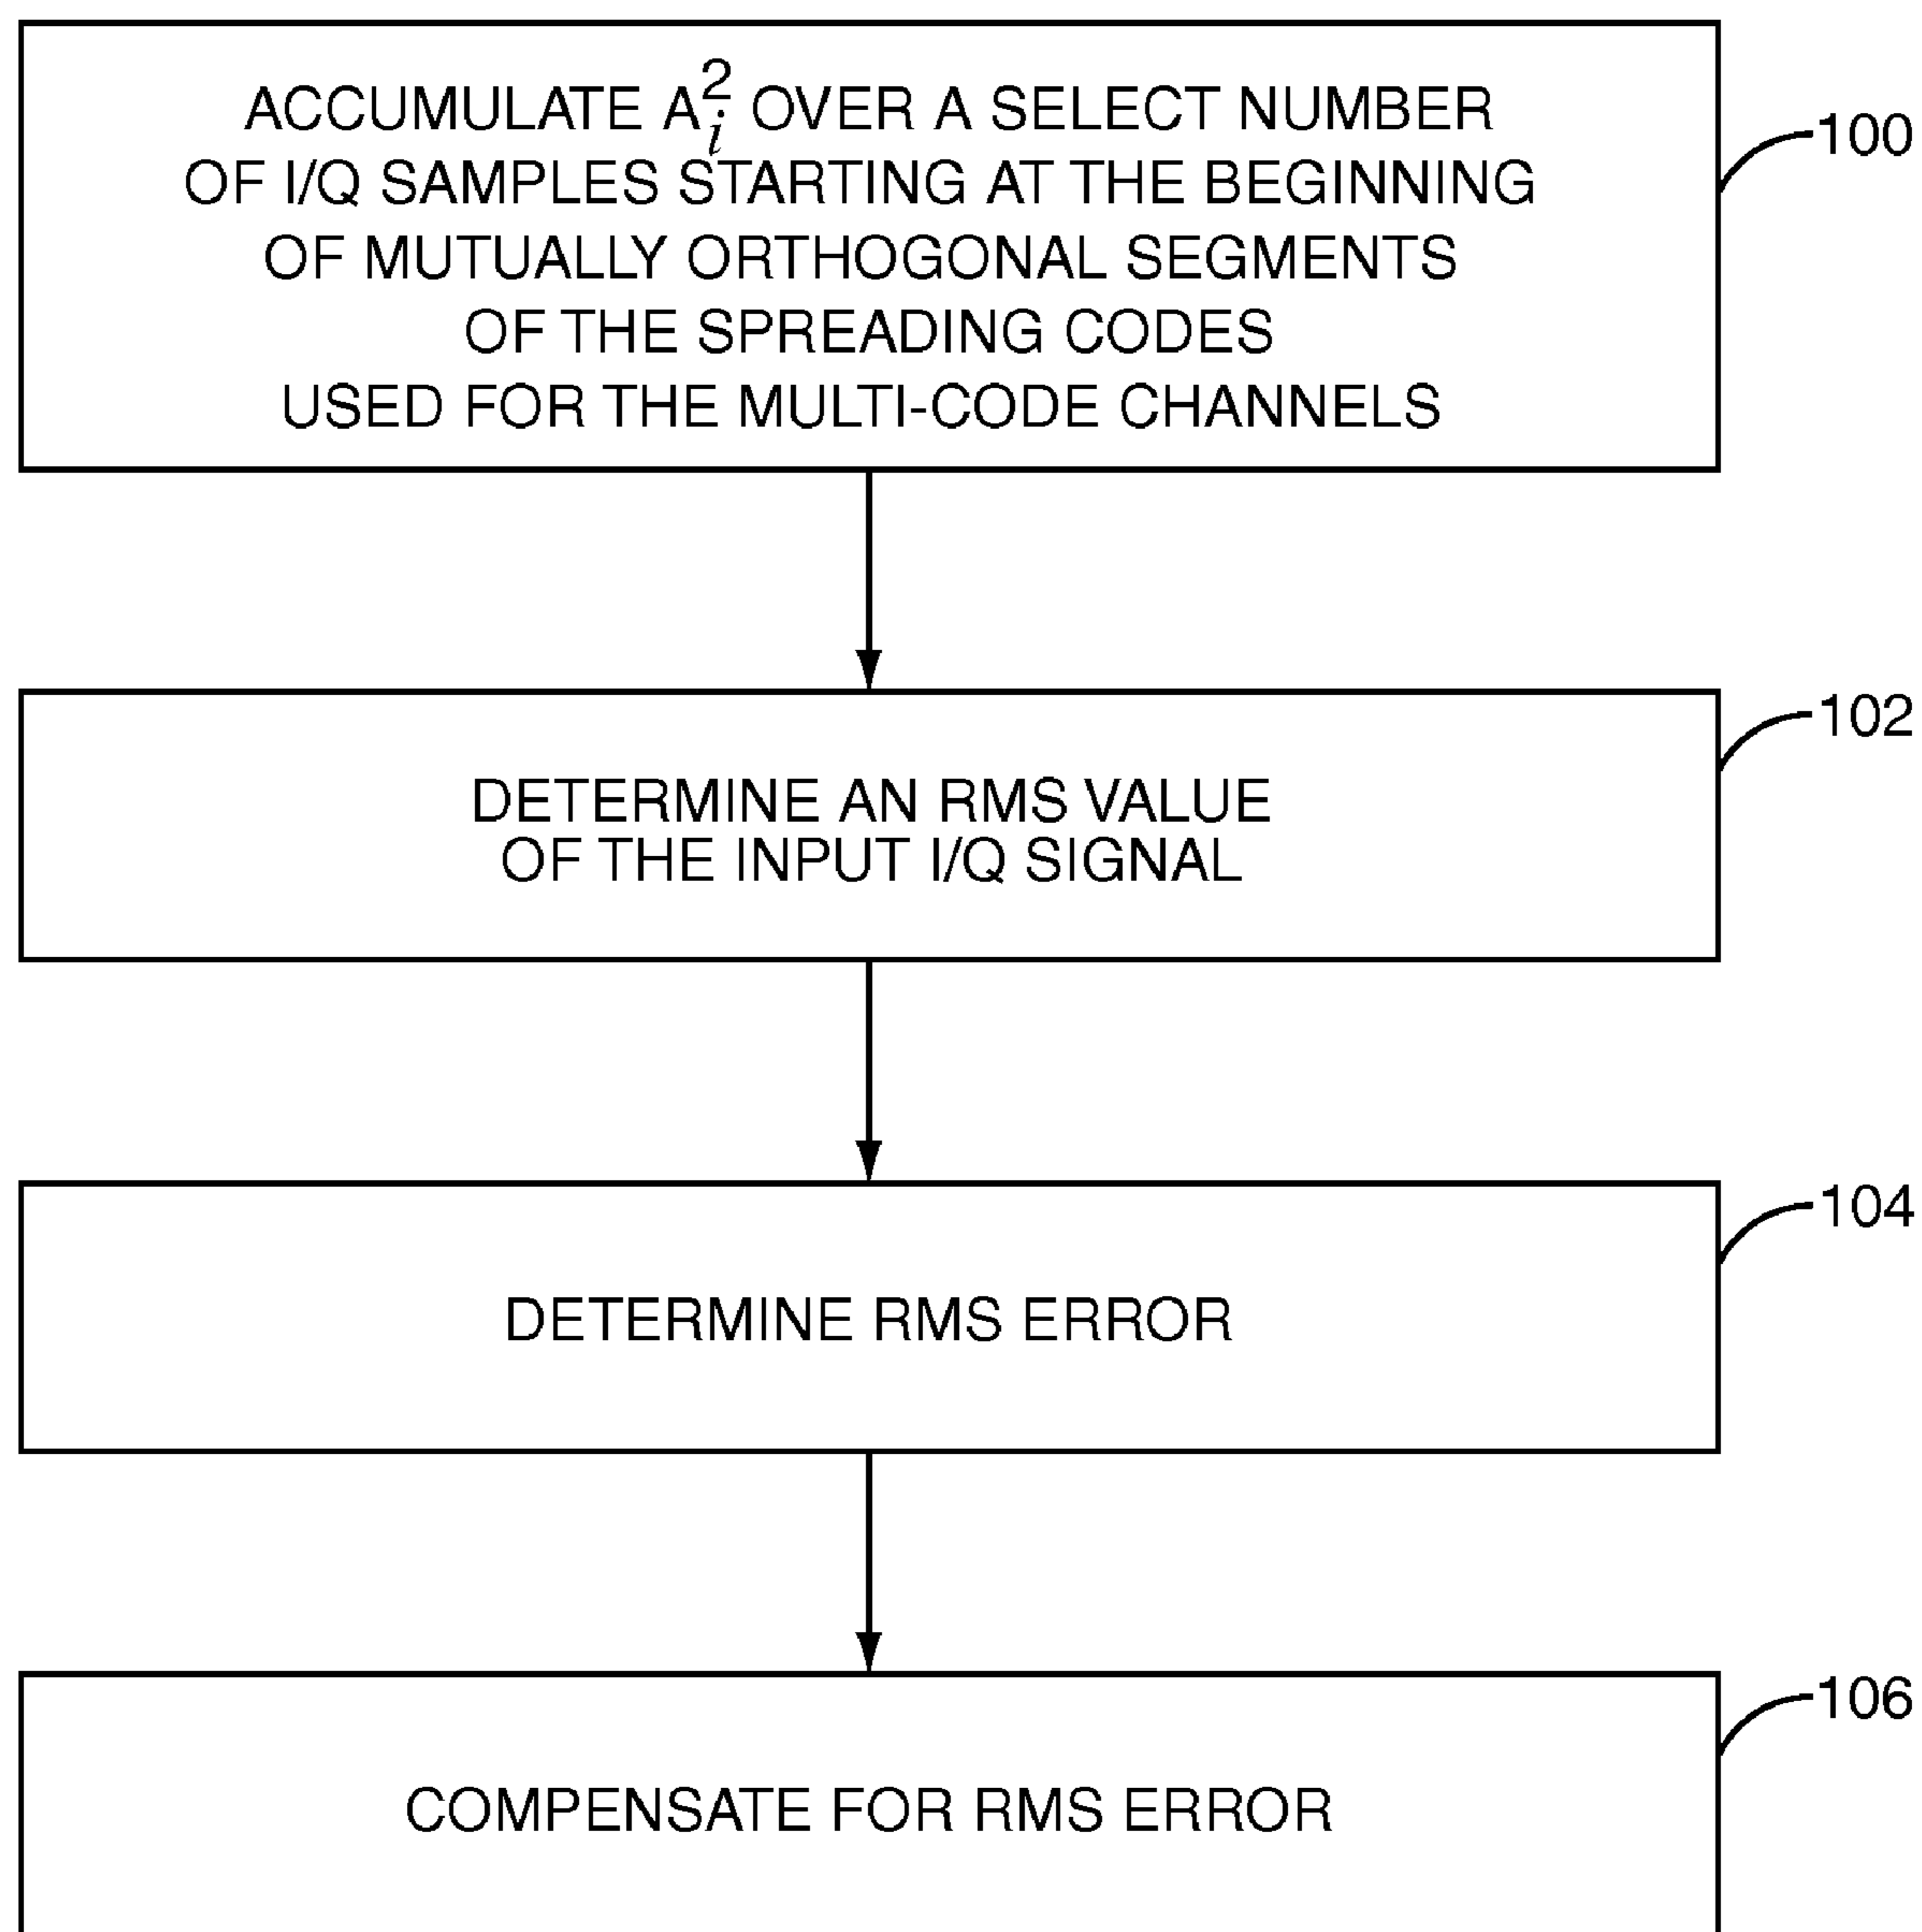 ACCUMULATE A²ᵢ OVER A SELECT NUMBER
OF I/Q SAMPLES STARTING AT THE BEGINNING
OF MUTUALLY ORTHOGONAL SEGMENTS
OF THE SPREADING CODES
USED FOR THE MULTI-CODE CHANNELS
100
DETERMINE AN RMS VALUE
OF THE INPUT I/Q SIGNAL
102
DETERMINE RMS ERROR
104
COMPENSATE FOR RMS ERROR
106